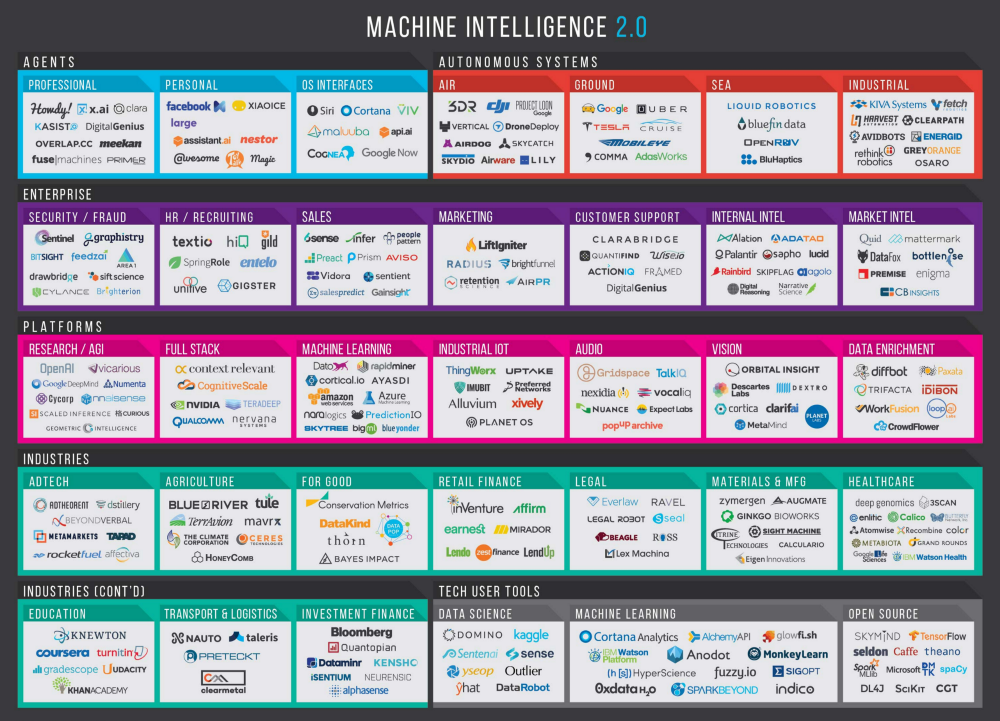 MACHINE INTELLIGENCE 2.0
AGENTS
PROFESSIONAL
Howdy! x.ai clara
KASIST DigitalGenius
OVERLAP.CC meekan
fuse|machines PRIMER
PERSONAL
facebook XIAOICE
large
assistant.ai nestor
@wesome Magic
OS INTERFACES
Siri Cortana VIV
maluuba api.ai
COGNEA Google Now
AUTONOMOUS SYSTEMS
AIR
3DR dji PROJECT LOON
Google
VERTICAL DroneDeploy
AIRDOG SKYCATCH
SKYDIO Airware LILY
GROUND
Google UBER
TESLA CRUISE
MOBILEYE
COMMA AdasWorks
SEA
LIQUID ROBOTICS
bluefin data
OPENROV
BluHaptics
INDUSTRIAL
KIVA Systems fetch
HARVEST CLEARPATH
AVIDBOTS ENERGID
rethink robotics GREYORANGE
OSARO
ENTERPRISE
SECURITY / FRAUD
Sentinel graphistry
BITSIGHT feedzai AREA 1
drawbridge siftscience
CYLANCE Brighterion
HR / RECRUITING
textio hiQ gild
SpringRole entelo
unitive GIGSTER
SALES
6sense infer people pattern
Preact Prism AVISO
Vidora sentient
salespredict Gainsight
MARKETING
LiftIgniter
RADIUS brightfunnel
retention SCIENCE AIRPR
CUSTOMER SUPPORT
CLARABRIDGE
QUANTIFIND Wise.io
ACTIONIQ FRAMED
DigitalGenius
INTERNAL INTEL
Alation ADATAO
Palantir sapho lucid
Rainbird SKIPFLAG alagolo
Digital Reasoning Narrative Science
MARKET INTEL
Quid mattermark
DataFox bottlenose
PREMISE enigma
CB INSIGHTS
PLATFORMS
RESEARCH / AGI
OpenAI vicarious
Google DeepMind Numenta
Cycorp nnaisense
SCALED INFERENCE CURIOUS
GEOMETRIC INTELLIGENCE
FULL STACK
context relevant
CognitiveScale
NVIDIA TERADEEP
QUALCOMM nervana SYSTEMS
MACHINE LEARNING
Dato rapidminer
cortical.io AYASDI
amazon web services Azure Machine Learning
nara logics PredictionIO
SKYTREE bigml blueyonder
INDUSTRIAL IOT
ThingWorx UPTAKE
IMUBIT Preferred Networks
Alluvium xively
PLANET OS
AUDIO
Gridspace TalkIQ
nexidia vocaliq
NUANCE Expect Labs
popUP archive
VISION
ORBITAL INSIGHT
Descartes Labs DEXTRO
cortica clarifai
MetaMind PLANET LABS
DATA ENRICHMENT
diffbot Paxata
TRIFACTA IDIBON
WorkFusion loop
CrowdFlower
INDUSTRIES
ADTECH
ROTHENBERG dstillery
BEYONDVERBAL
METAMARKETS TAPAD
rocketfuel affectiva
AGRICULTURE
BLUE RIVER tule
TerrAvion mavrx
THE CLIMATE CORPORATION CERES
HONEYCOMB
FOR GOOD
Conservation Metrics
DataKind DATA POP
thorn
BAYES IMPACT
RETAIL FINANCE
inVenture Affirm
earnest MIRADOR
Lendo zest finance LendUp
LEGAL
Everlaw RAVEL
LEGAL ROBOT Seal
BEAGLE ROSS
Lex Machina
MATERIALS & MFG
zymergen AUGMATE
GINKGO BIOWORKS
CITRINE SIGHT MACHINE
TECHNOLOGIES CALCULARIO
Eigen Innovations
HEALTHCARE
deep genomics 3SCAN
enlitic Calico BUTTERFLY
Atomwise Recombine color
METABIOTA GRAND ROUNDS
Google Life Sciences IBM Watson Health
INDUSTRIES (CONT'D)
EDUCATION
KNEWTON
coursera turnitin
gradescope UDACITY
KHANACADEMY
TRANSPORT & LOGISTICS
NAUTO taleris
PRETECKT
clearmetal
INVESTMENT FINANCE
Bloomberg
Quantopian
Dataminr KENSHO
iSENTIUM NEURENSIC
alphasense
TECH USER TOOLS
DATA SCIENCE
DOMINO kaggle
Sentenai sense
yseop Outlier
ŷhat DataRobot
MACHINE LEARNING
Cortana Analytics AlchemyAPI glowfi.sh
IBM Watson Platform Anodot MonkeyLearn
(h[s]) HyperScience fuzzy.io SIGOPT
0xdata H2O SPARKBEYOND indico
OPEN SOURCE
SKYMIND TensorFlow
seldon Caffe theano
Spark MLlib Microsoft DMTK spaCy
DL4J SciKIT CGT